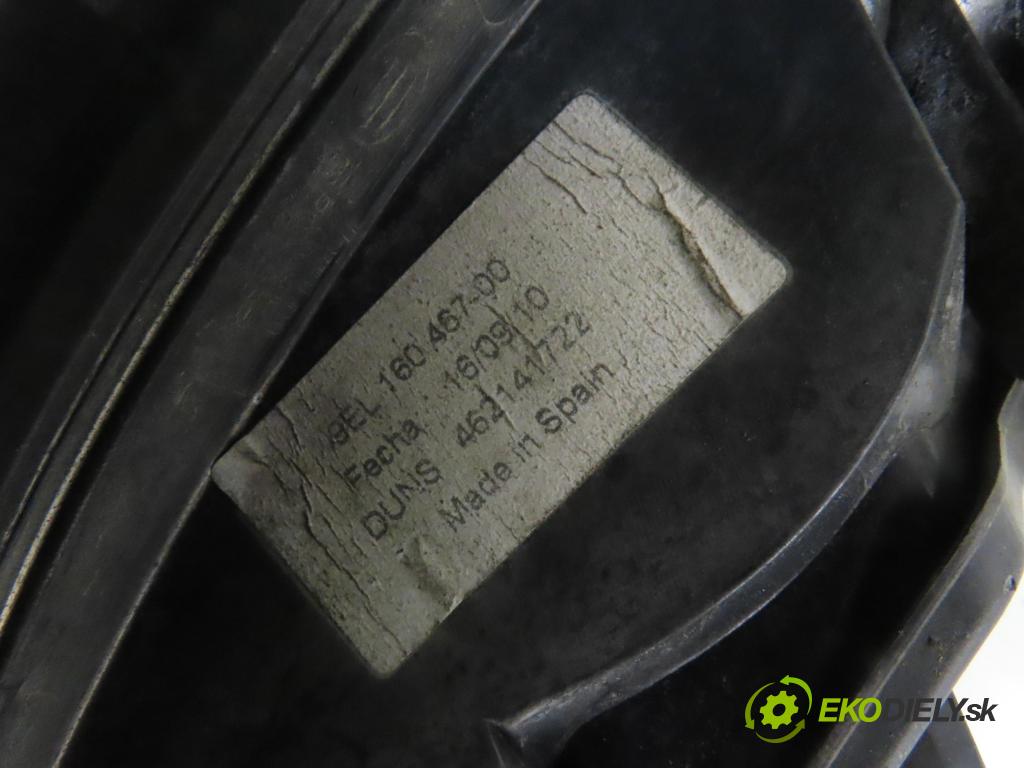 9EL 160 467-00
Fecha 16/09/10
DUNS 462141722
Made in Spain
EKODIELY.sk